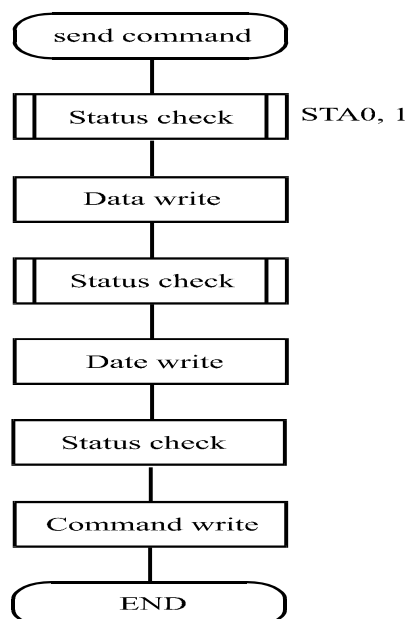 send command
Status check
STA0, 1
Data write
Status check
Date write
Status check
Command write
END